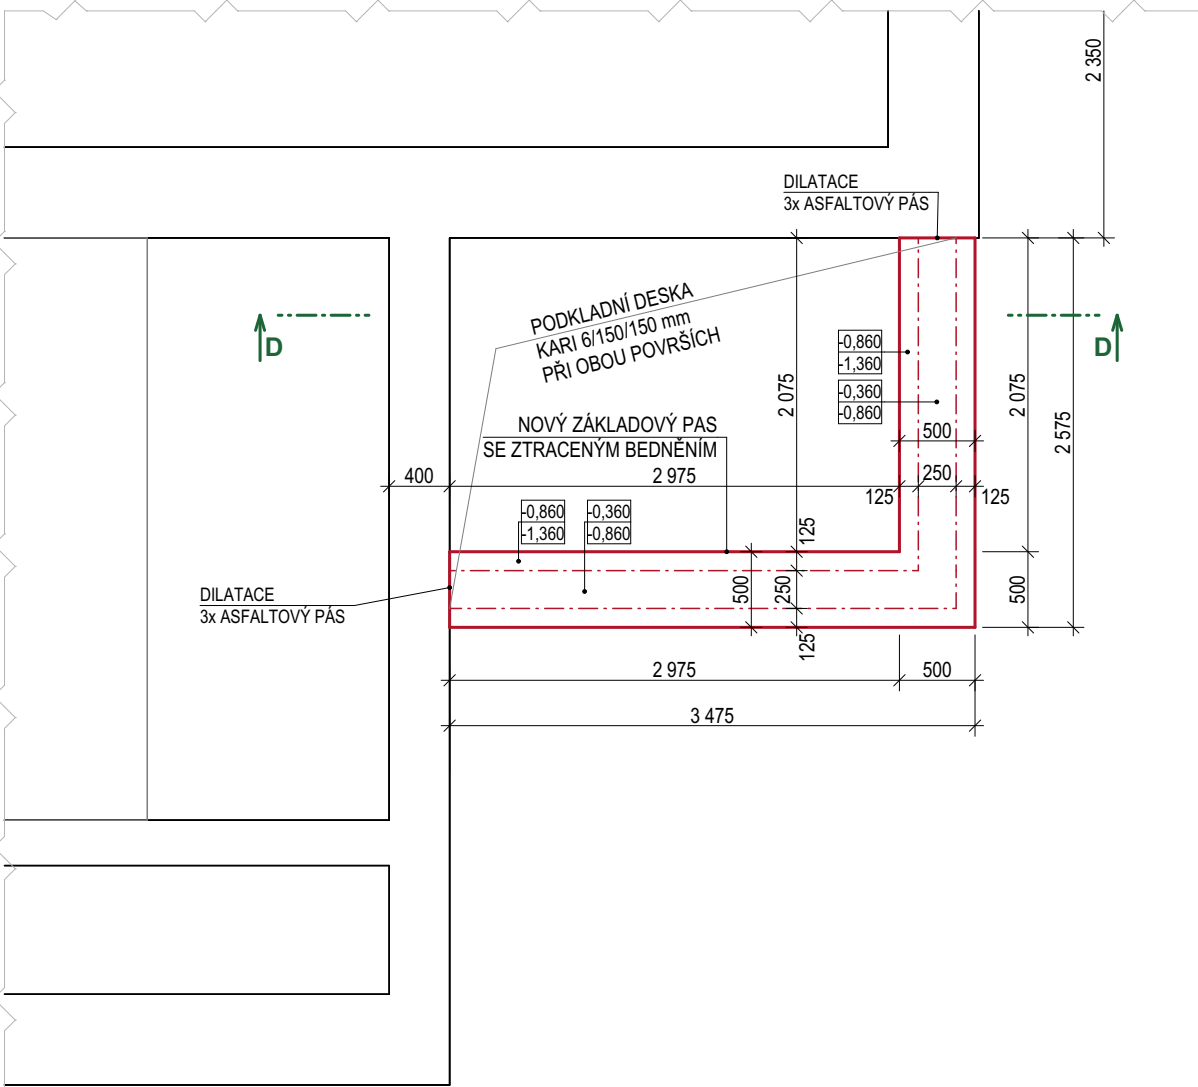 2 350
DILATACE
3x ASFALTOVÝ PÁS
PODKLADNÍ DESKA
KARI 6/150/150 mm
PŘI OBOU POVRŠÍCH
D
D
-0,860
-1,360
-0,360
-0,860
2 075
2 075
2 575
NOVÝ ZÁKLADOVÝ PAS
SE ZTRACENÝM BEDNĚNÍM
500
400
2 975
250
125
125
-0,860
-1,360
-0,360
-0,860
125
500
250
500
125
DILATACE
3x ASFALTOVÝ PÁS
2 975
500
3 475